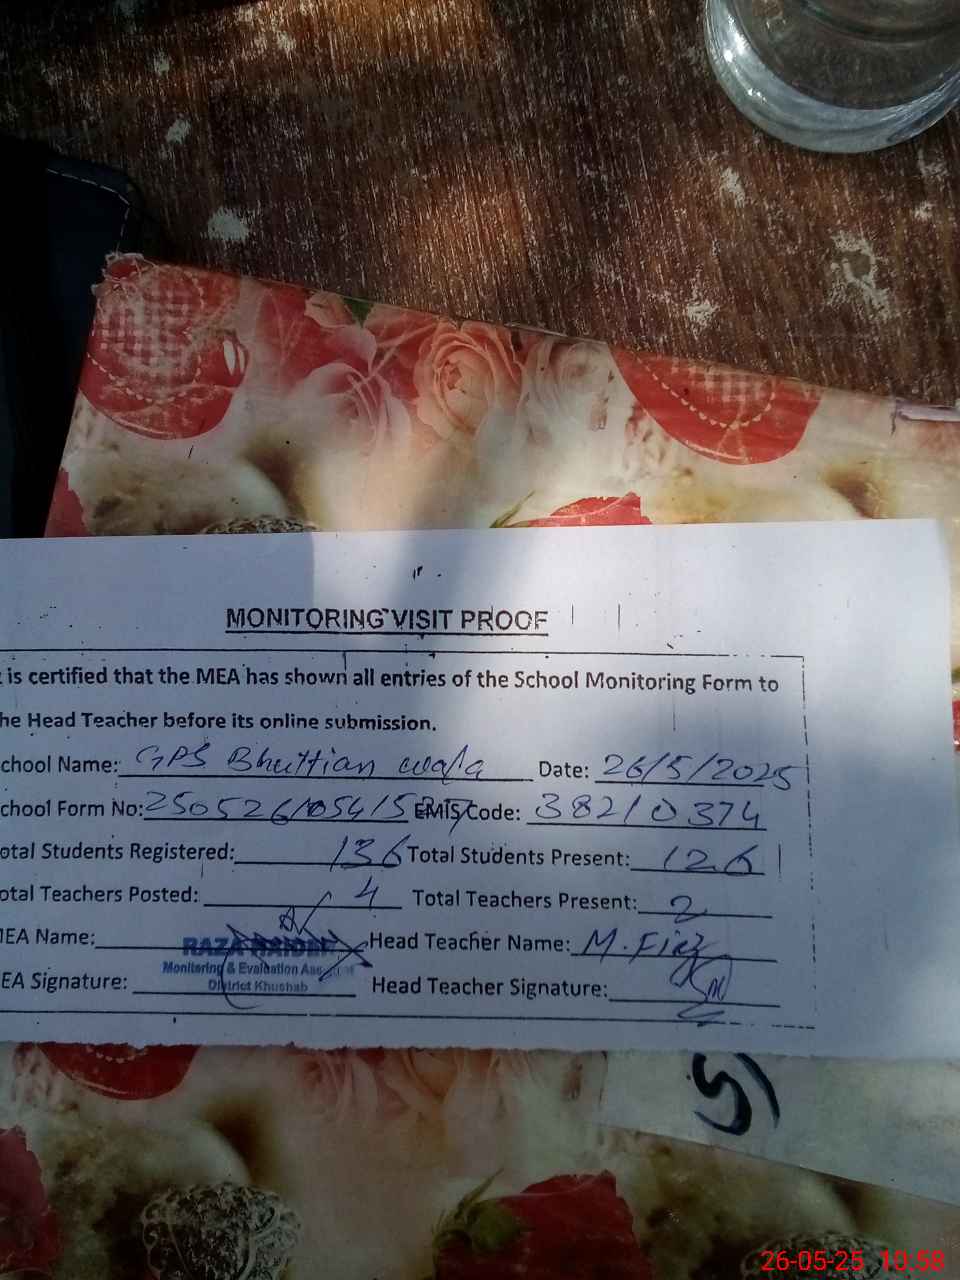 MONITORING VISIT PROOF
is certified that the MEA has shown all entries of the School Monitoring Form to
he Head Teacher before its online submission.
chool Name: GPS Bhuttian wala Date: 26/5/2025
chool Form No: EMIS Code: 38210374
otal Students Registered: 136 Total Students Present: 126
otal Teachers Posted: 4 Total Teachers Present: 2
EA Name: RAZA HAIDER Head Teacher Name: M. Fiaz
Monitoring & Evaluation
EA Signature: Head Teacher Signature:
District Khushab
26-05-25 10:58